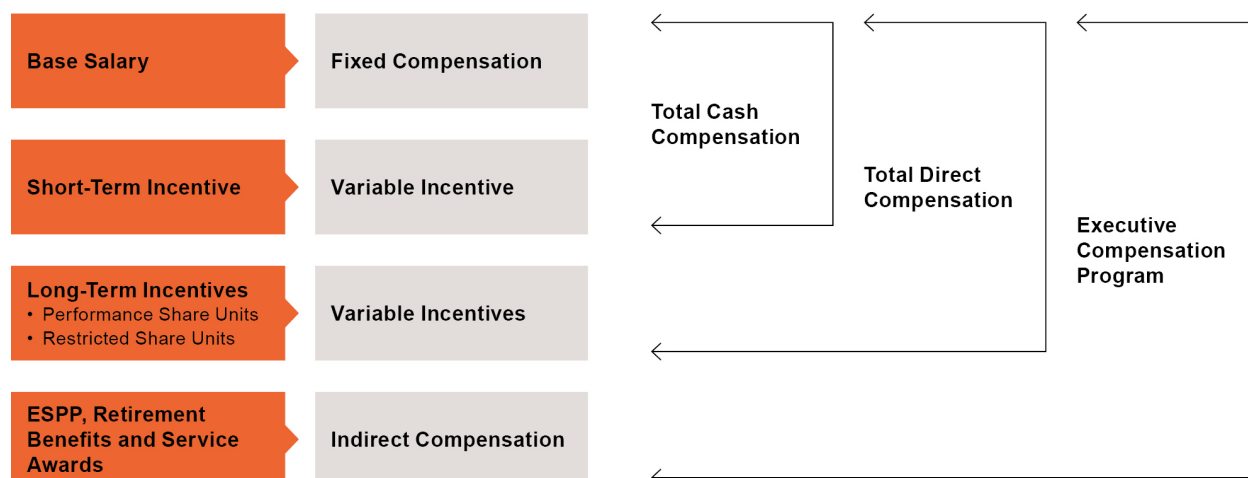 Base Salary
Fixed Compensation
Short-Term Incentive
Variable Incentive
Long-Term Incentives
• Performance Share Units
• Restricted Share Units
Variable Incentives
ESPP, Retirement
Benefits and Service
Awards
Indirect Compensation
Total Cash
Compensation
Total Direct
Compensation
Executive
Compensation
Program